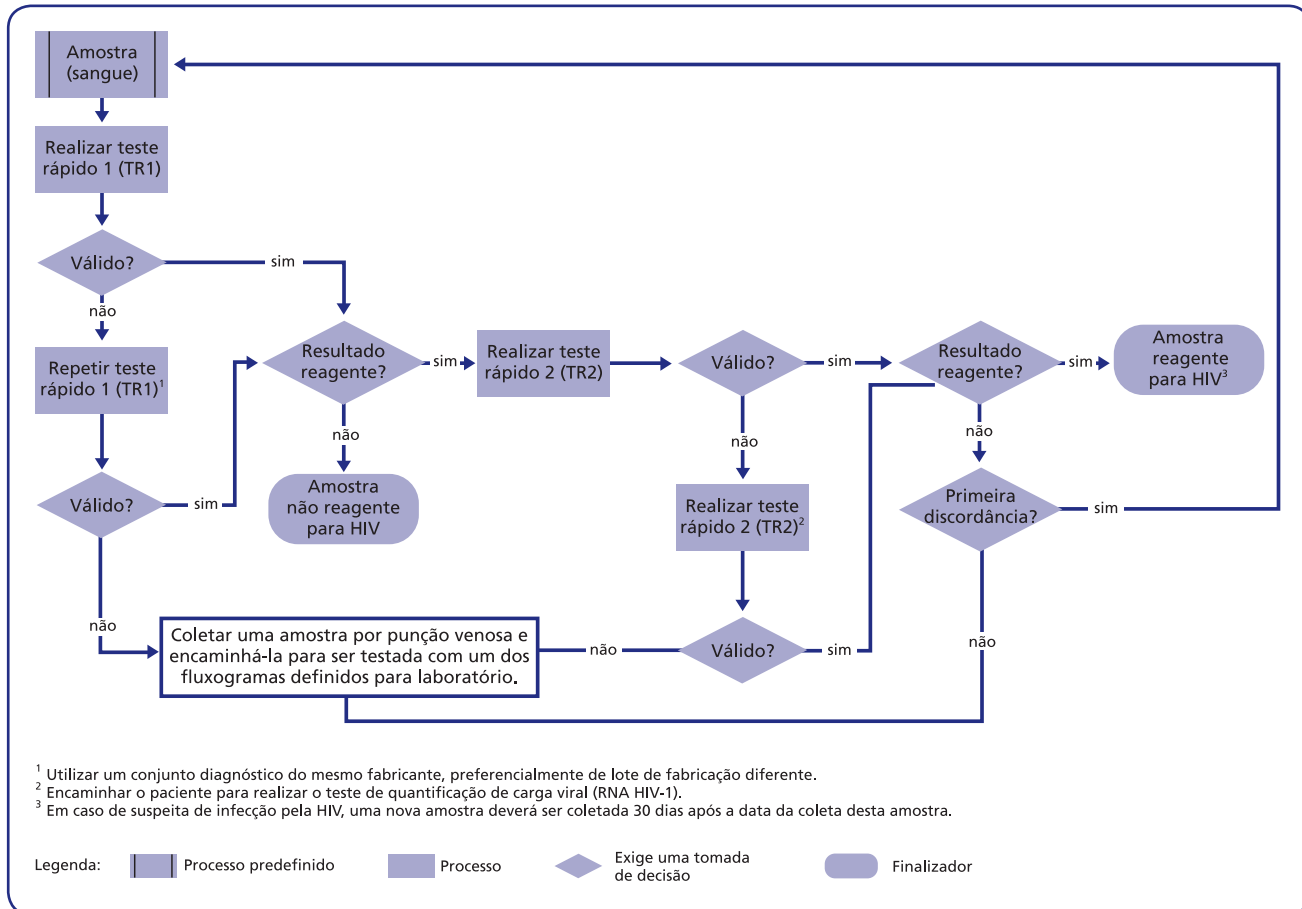 Amostra
(sangue)
Realizar teste
rápido 1 (TR1)
Válido?
sim
não
Repetir teste
rápido 1 (TR1)¹
Válido?
sim
não
Resultado
reagente?
sim
não
Amostra
não reagente
para HIV
Realizar teste
rápido 2 (TR2)
Válido?
sim
não
Realizar teste
rápido 2 (TR2)²
Válido?
sim
não
Resultado
reagente?
sim
não
Amostra
reagente
para HIV³
Primeira
discordância?
sim
não
Coletar uma amostra por punção venosa e
encaminhá-la para ser testada com um dos
fluxogramas definidos para laboratório.
¹ Utilizar um conjunto diagnóstico do mesmo fabricante, preferencialmente de lote de fabricação diferente.
² Encaminhar o paciente para realizar o teste de quantificação de carga viral (RNA HIV-1).
³ Em caso de suspeita de infecção pela HIV, uma nova amostra deverá ser coletada 30 dias após a data da coleta desta amostra.
Legenda:
Processo predefinido
Processo
Exige uma tomada
de decisão
Finalizador